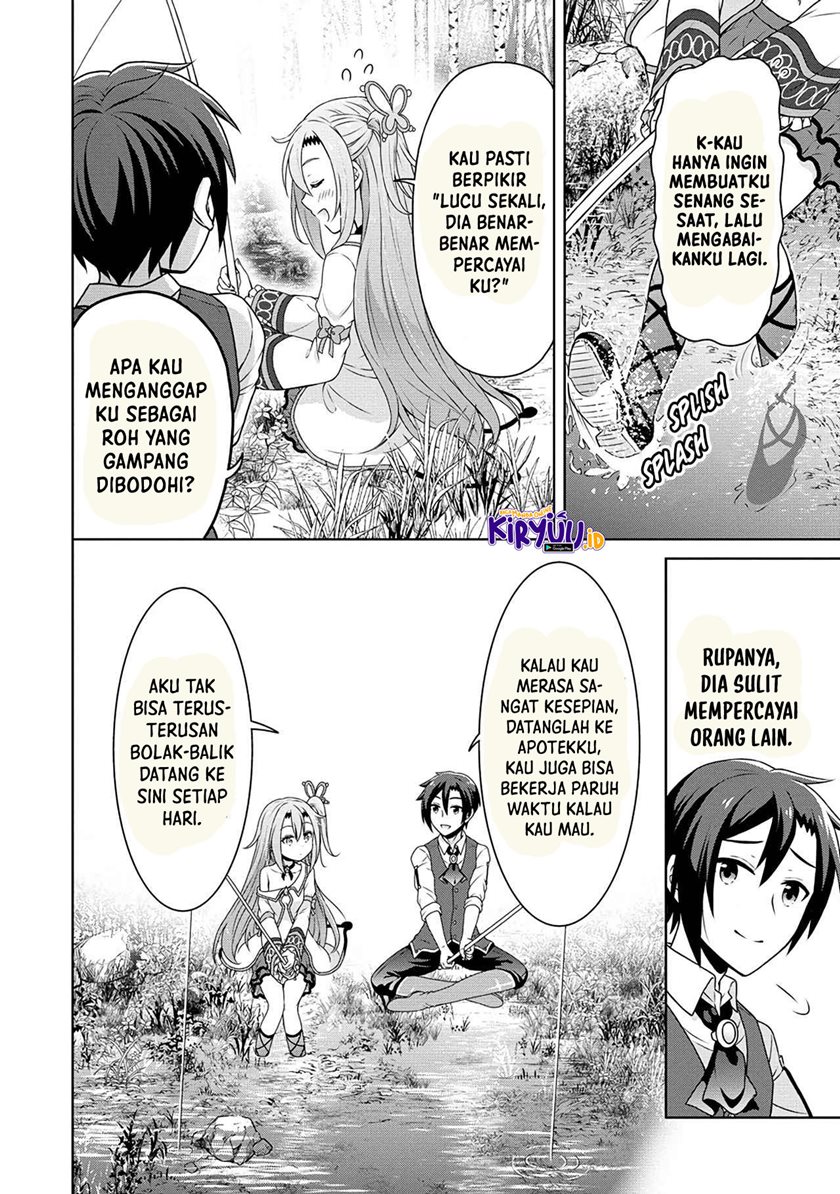 K-KAU
HANYA INGIN
MEMBUATKU
SENANG SE-
SAAT, LALU
MENGABAI-
KANKU LAGI.
SPLISH
SPLASH
KAU PASTI
BERPIKIR
"LUCU SEKALI,
DIA BENAR-
BENAR MEM-
PERCAYAI
KU?"
APA KAU
MENGANGGAP
KU SEBAGAI
ROH YANG
GAMPANG
DIBODOHI?
KIRYUU.ID
RUPANYA,
DIA SULIT
MEMPERCAYAI
ORANG LAIN.
KALAU KAU
MERASA SA-
NGAT KESEPIAN,
DATANGLAH KE
APOTEKKU,
KAU JUGA BISA
BEKERJA PARUH
WAKTU KALAU
KAU MAU.
AKU TAK
BISA TERUS-
TERUSAN
BOLAK-BALIK
DATANG KE
SINI SETIAP
HARI.